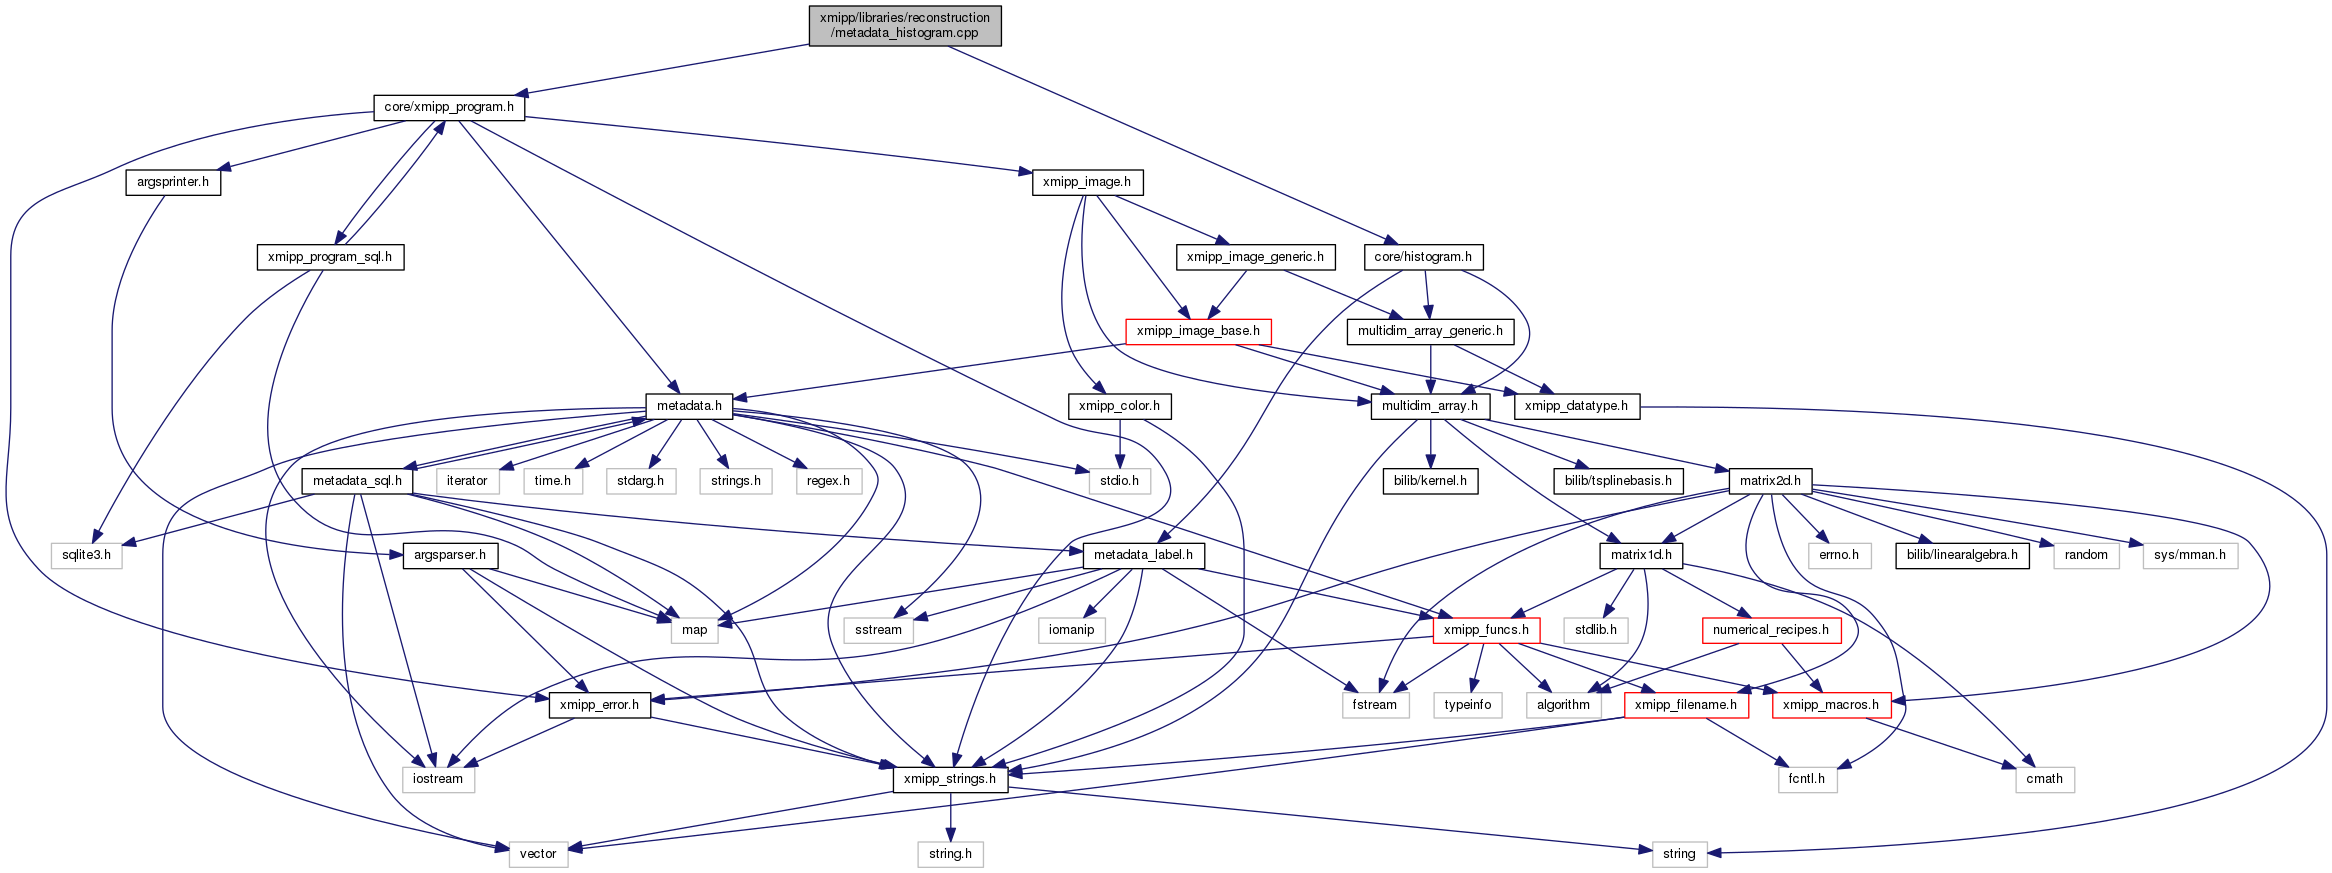 xmipp/libraries/reconstruction
/metadata_histogram.cpp
core/xmipp_program.h
argsprinter.h
xmipp_image.h
xmipp_program_sql.h
xmipp_image_generic.h
core/histogram.h
xmipp_image_base.h
multidim_array_generic.h
metadata.h
xmipp_color.h
multidim_array.h
xmipp_datatype.h
metadata_sql.h
iterator
time.h
stdarg.h
strings.h
regex.h
stdio.h
bilib/kernel.h
bilib/tsplinebasis.h
matrix2d.h
sqlite3.h
argsparser.h
metadata_label.h
matrix1d.h
errno.h
bilib/linearalgebra.h
random
sys/mman.h
map
sstream
iomanip
xmipp_funcs.h
stdlib.h
numerical_recipes.h
xmipp_error.h
fstream
typeinfo
algorithm
xmipp_filename.h
xmipp_macros.h
iostream
xmipp_strings.h
fcntl.h
cmath
vector
string.h
string